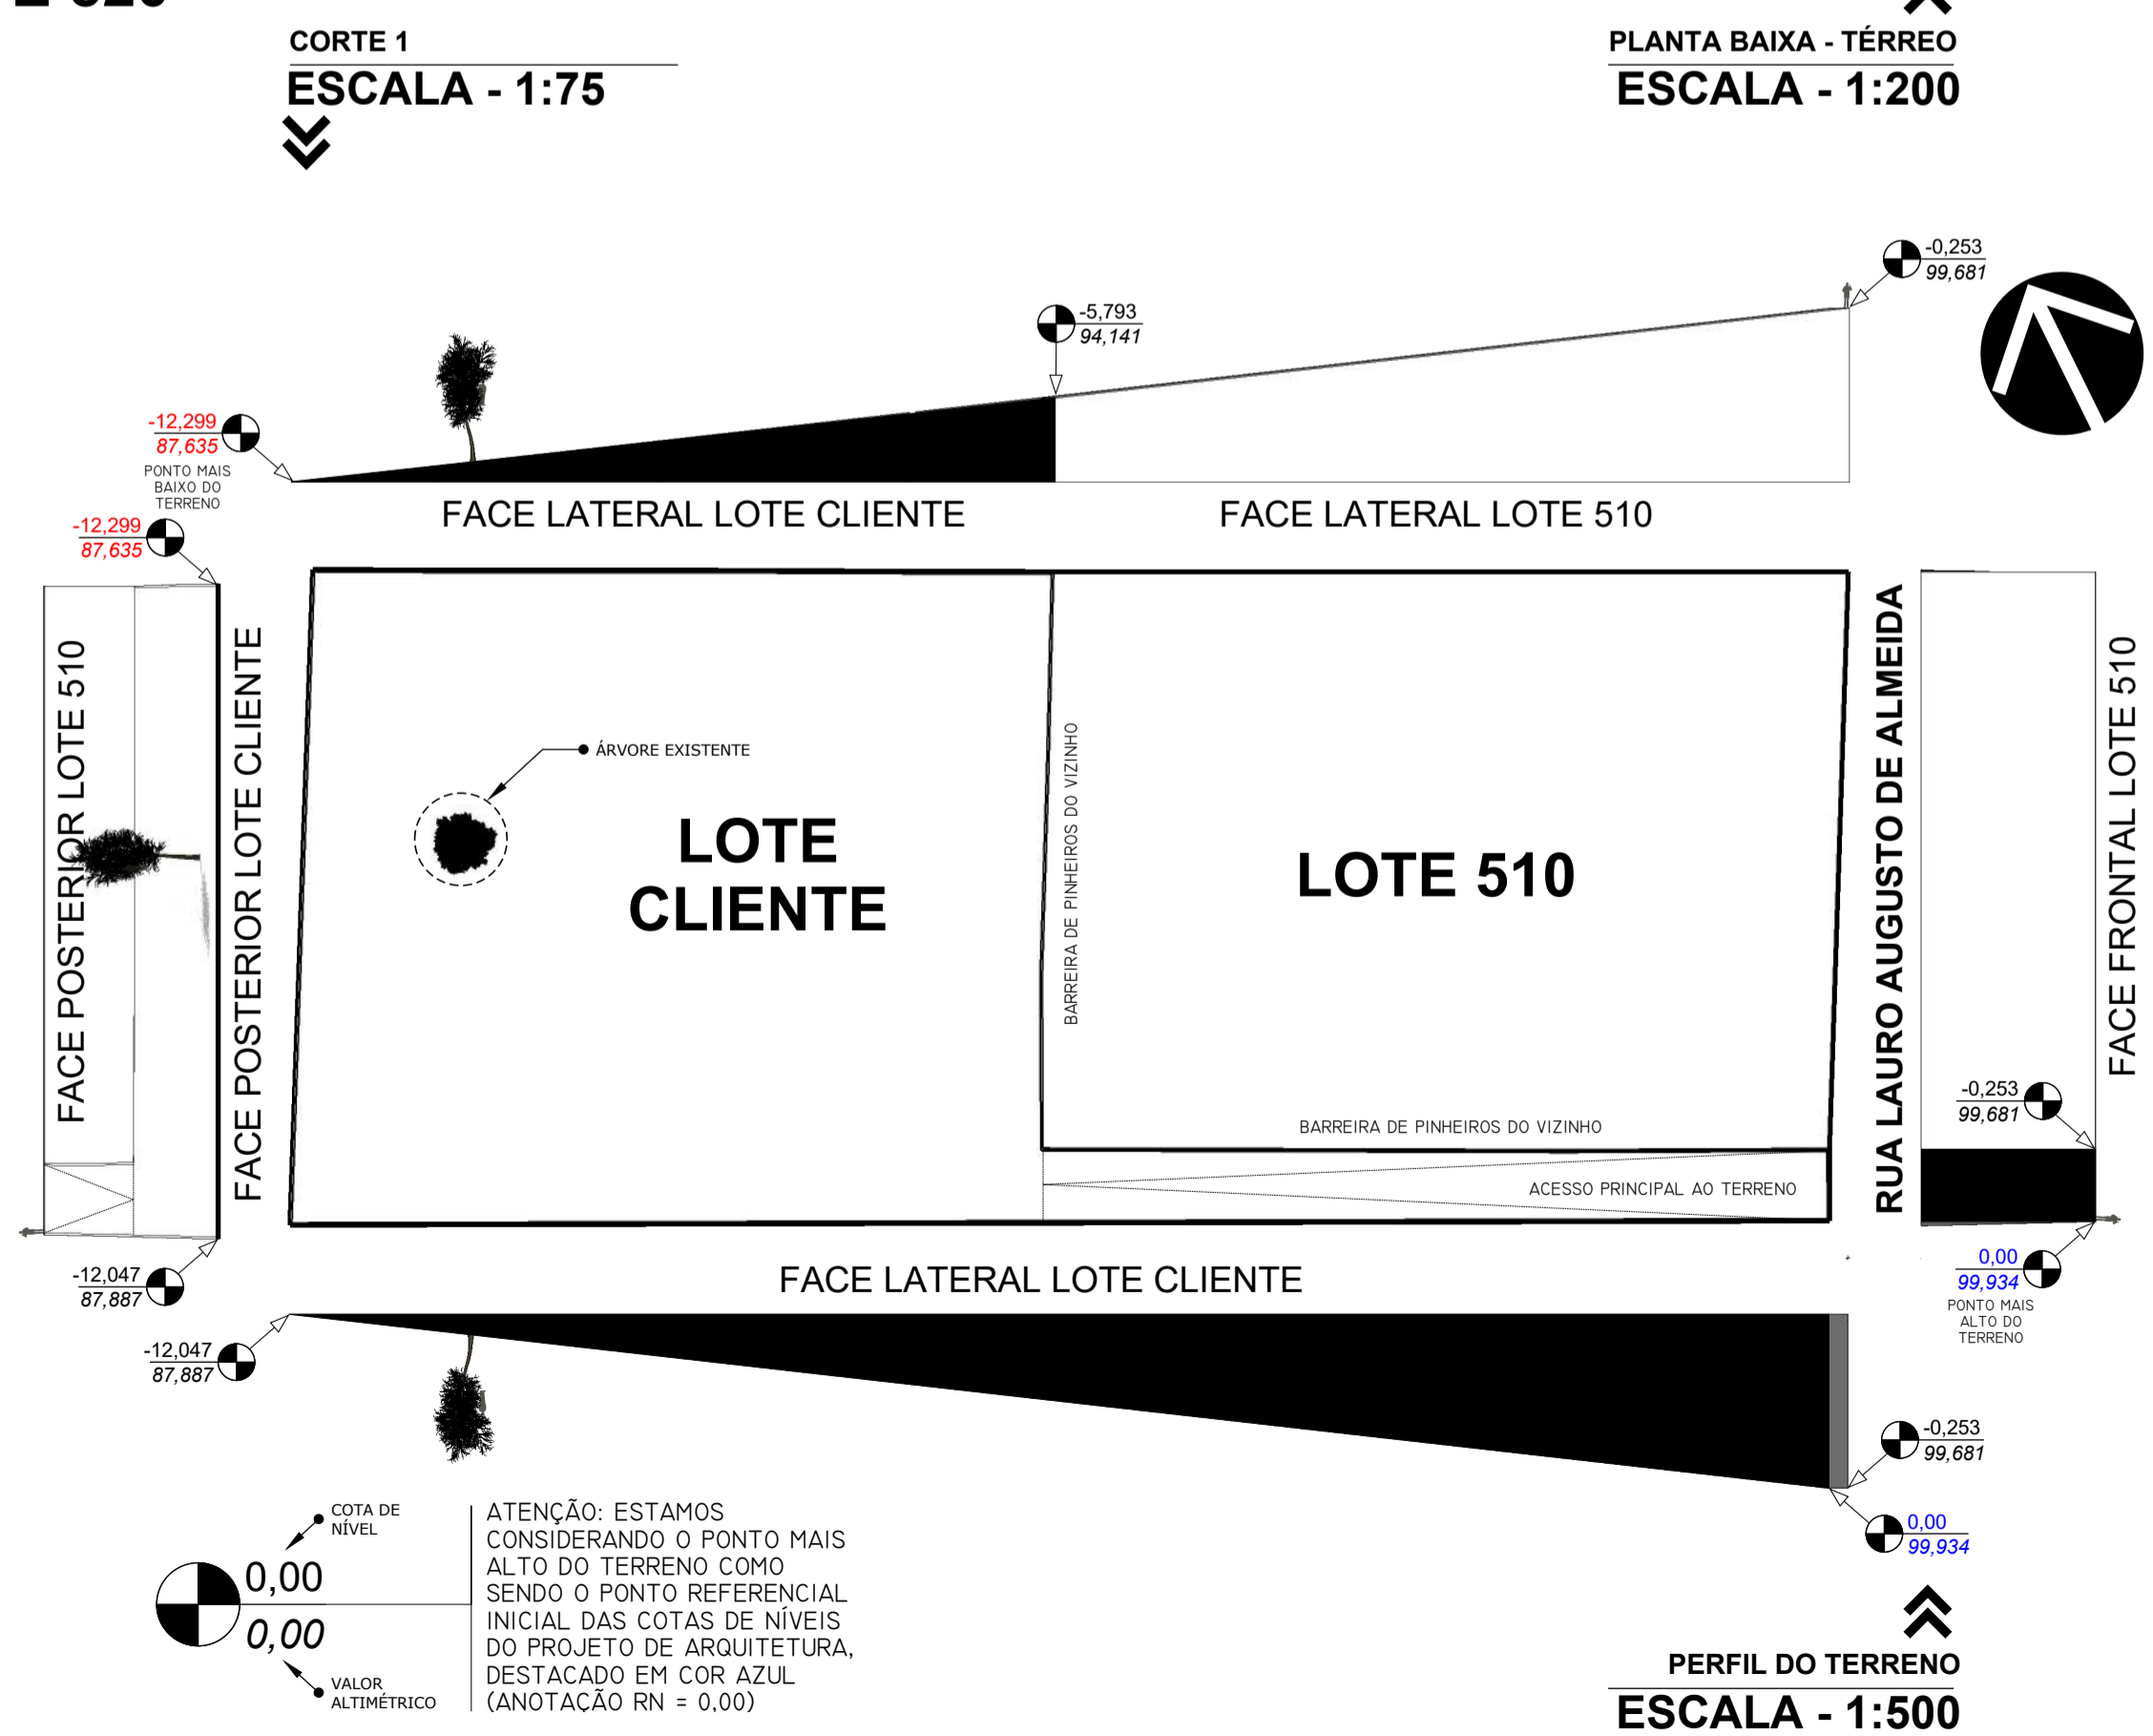 CORTE 1
ESCALA - 1:75
PLANTA BAIXA - TÉRREO
ESCALA - 1:200
-0,253
99,681
-5,793
94,141
-12,299
87,635
PONTO MAIS
BAIXO DO
TERRENO
FACE LATERAL LOTE CLIENTE
FACE LATERAL LOTE 510
-12,299
87,635
FACE POSTERIOR LOTE 510
FACE POSTERIOR LOTE CLIENTE
ÁRVORE EXISTENTE
LOTE
CLIENTE
BARREIRA DE PINHEIROS DO VIZINHO
LOTE 510
RUA LAURO AUGUSTO DE ALMEIDA
FACE FRONTAL LOTE 510
BARREIRA DE PINHEIROS DO VIZINHO
ACESSO PRINCIPAL AO TERRENO
-0,253
99,681
0,00
99,934
PONTO MAIS
ALTO DO
TERRENO
-12,047
87,887
FACE LATERAL LOTE CLIENTE
-12,047
87,887
-0,253
99,681
0,00
99,934
COTA DE
NÍVEL
0,00
0,00
VALOR
ALTIMÉTRICO
ATENÇÃO: ESTAMOS
CONSIDERANDO O PONTO MAIS
ALTO DO TERRENO COMO
SENDO O PONTO REFERENCIAL
INICIAL DAS COTAS DE NÍVEIS
DO PROJETO DE ARQUITETURA,
DESTACADO EM COR AZUL
(ANOTAÇÃO RN = 0,00)
PERFIL DO TERRENO
ESCALA - 1:500